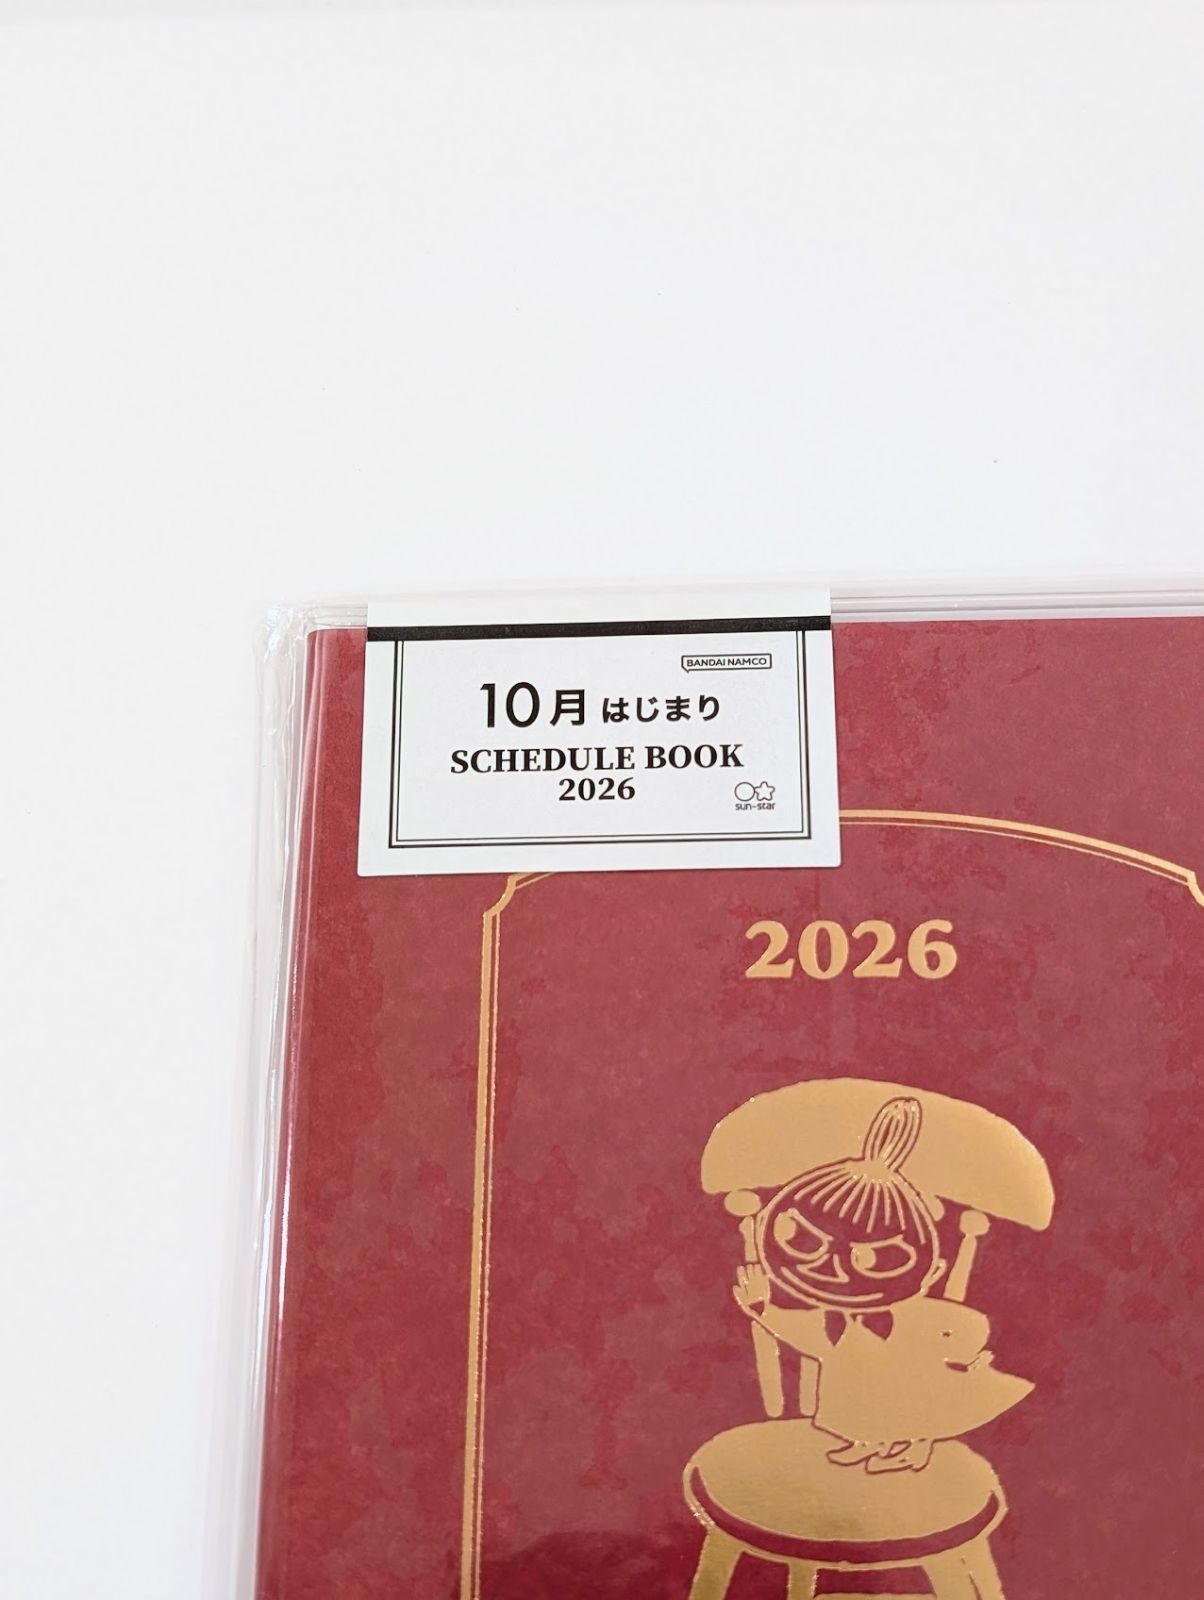 BANDAI NAMCO
10月はじまり
SCHEDULE BOOK
2026
sun-star
2026